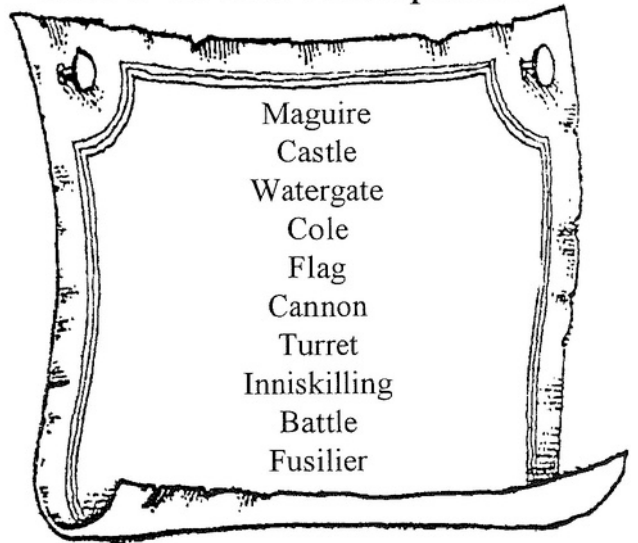 Maguire
Castle
Watergate
Cole
Flag
Cannon
Turret
Inniskilling
Battle
Fusilier